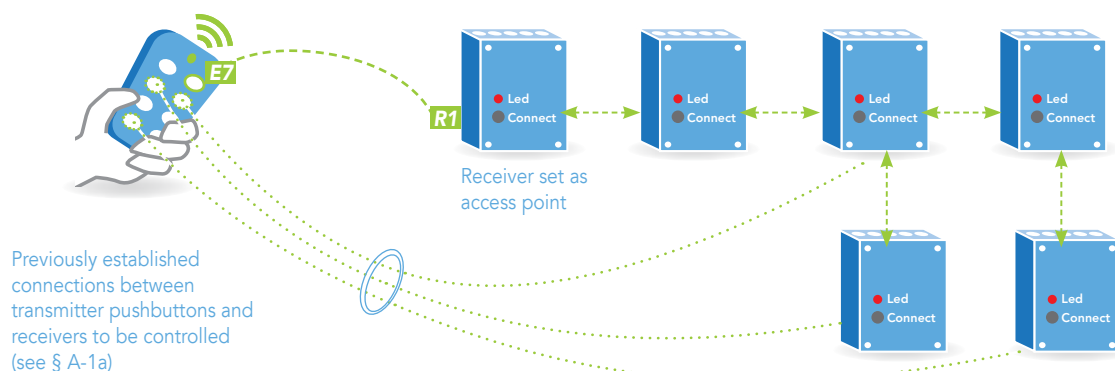 E7
R1
Led
Connect
Led
Connect
Led
Connect
Led
Connect
Receiver set as
access point
Previously established
connections between
transmitter pushbuttons and
receivers to be controlled
(see § A-1a)
Led
Connect
Led
Connect